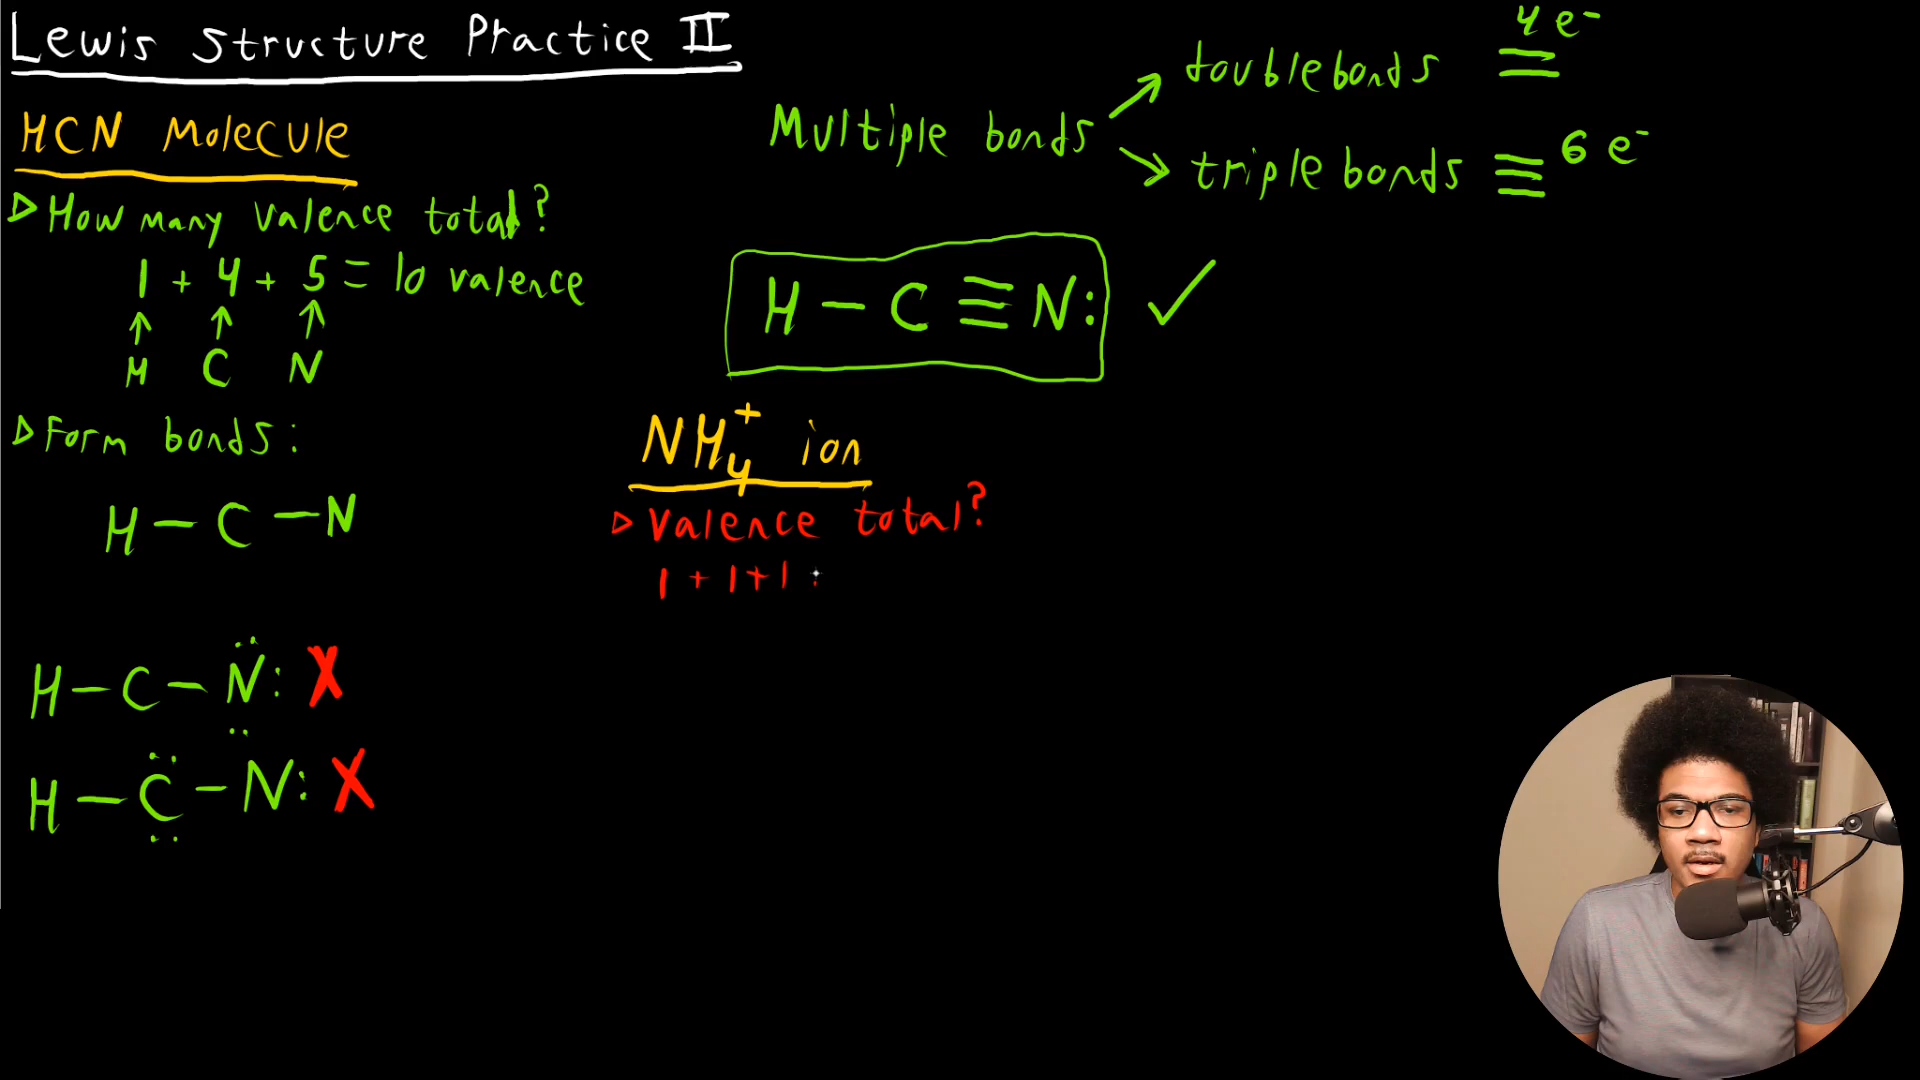 Lewis Structure Practice II
HCN Molecule
▷ How many valence total?
1 + 4 + 5 = 10 valence
↑ ↑ ↑
H C N
▷ Form bonds:
H – C – N
H – C – N̈: X
H – C̈ – N: X
Multiple bonds
double bonds = 4 e⁻
triple bonds ≡ 6 e⁻
H – C ≡ N: ✓
NH₄⁺ ion
▷ Valence total?
1 + 1 + 1